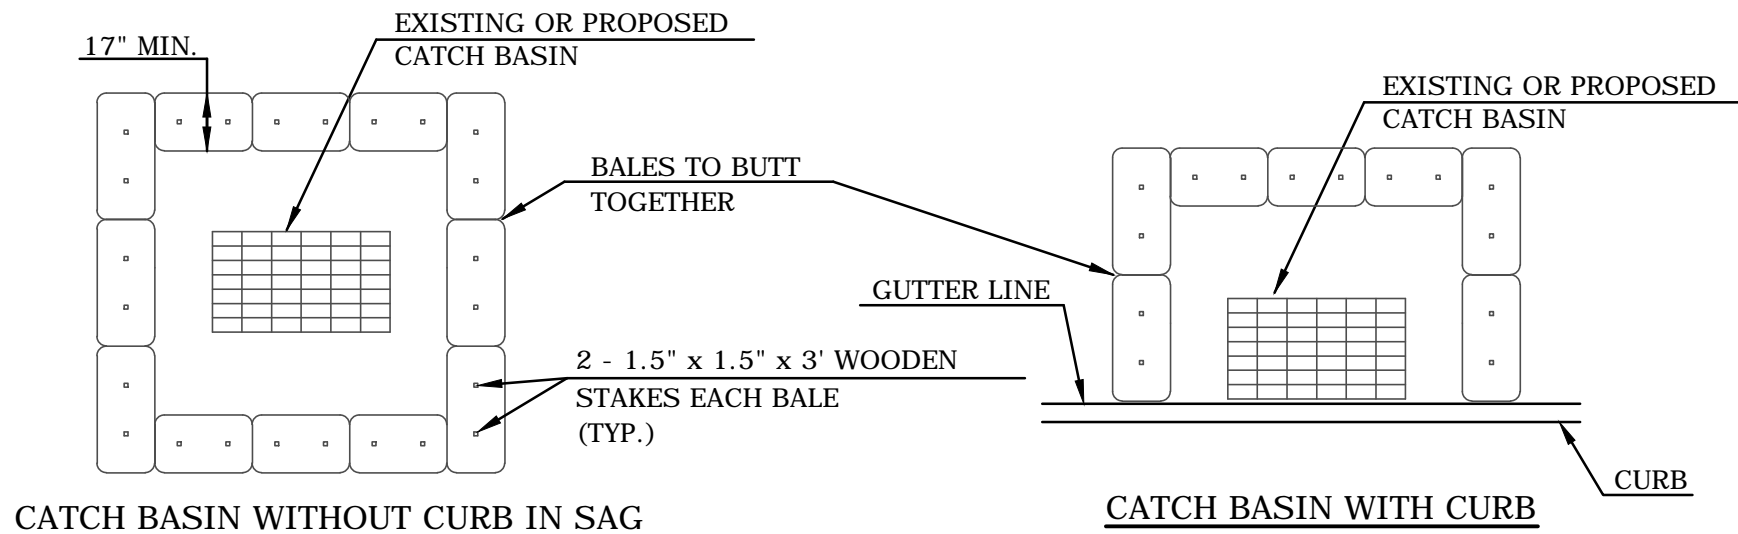 17" MIN.
EXISTING OR PROPOSED
CATCH BASIN
BALES TO BUTT
TOGETHER
2 - 1.5" x 1.5" x 3' WOODEN
STAKES EACH BALE
(TYP.)
CATCH BASIN WITHOUT CURB IN SAG
EXISTING OR PROPOSED
CATCH BASIN
GUTTER LINE
CURB
CATCH BASIN WITH CURB